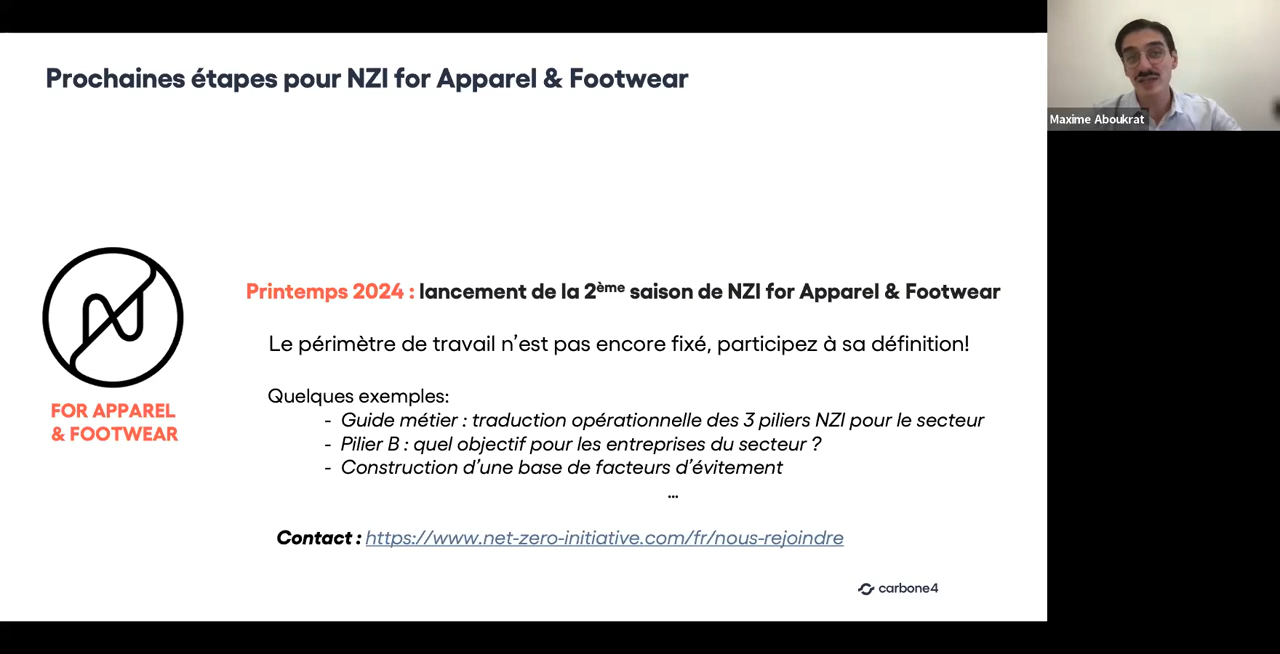 Prochaines étapes pour NZI for Apparel & Footwear
Maxime Aboukrat
Printemps 2024 : lancement de la 2ème saison de NZI for Apparel & Footwear
Le périmètre de travail n’est pas encore fixé, participez à sa définition!
FOR APPAREL
& FOOTWEAR
Quelques exemples:
- Guide métier : traduction opérationnelle des 3 piliers NZI pour le secteur
- Pilier B : quel objectif pour les entreprises du secteur ?
- Construction d’une base de facteurs d’évitement
…
Contact : https://www.net-zero-initiative.com/fr/nous-rejoindre
carbone4